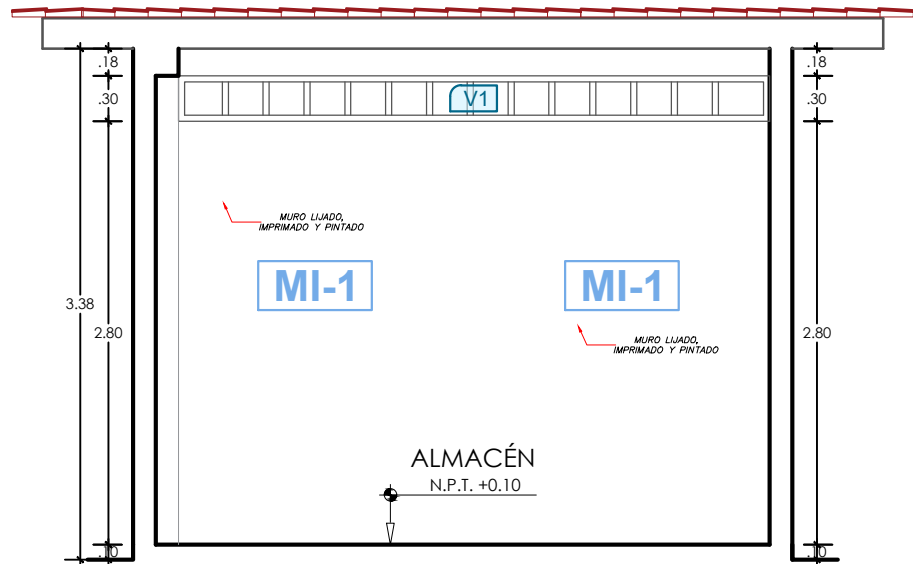 .18
.18
.30
.30
V1
MURO LIJADO,
IMPRIMADO Y PINTADO
MI-1
MI-1
3.38
2.80
2.80
MURO LIJADO,
IMPRIMADO Y PINTADO
ALMACÉN
N.P.T. +0.10
.10
.10